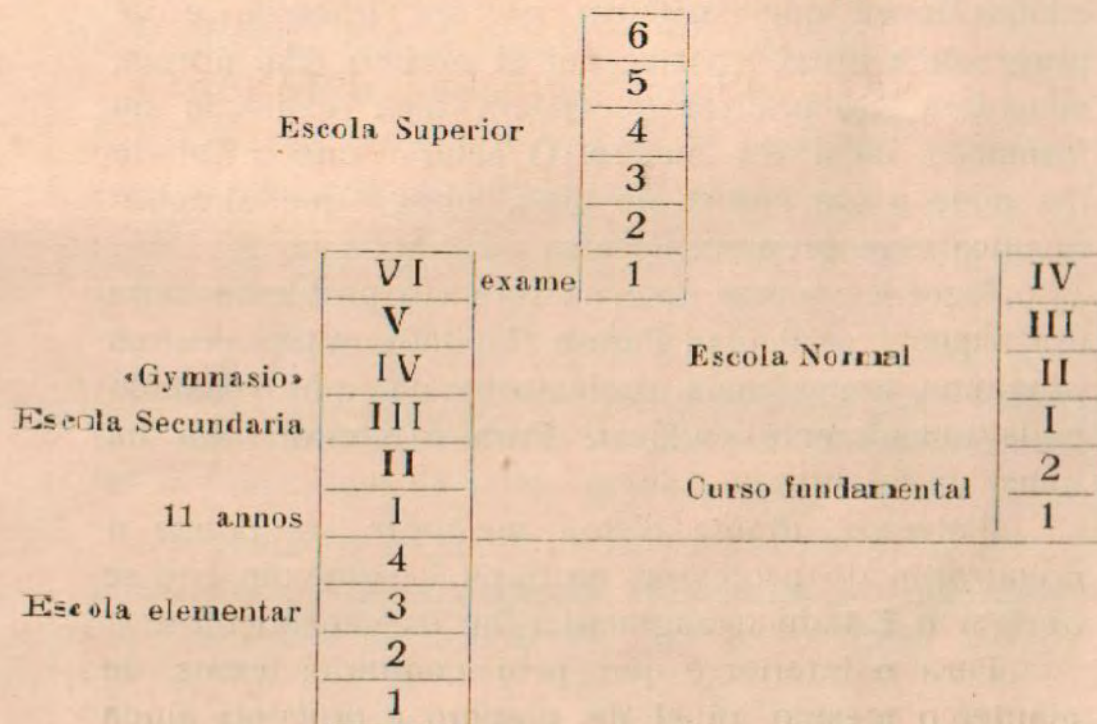 6
5
Escola Superior 4
3
2
VI exame 1 IV
V III
«Gymnasio» IV Escola Normal II
Escola Secundaria III I
II Curso fundamental 2
11 annos I 1
4
Escola elementar 3
2
1